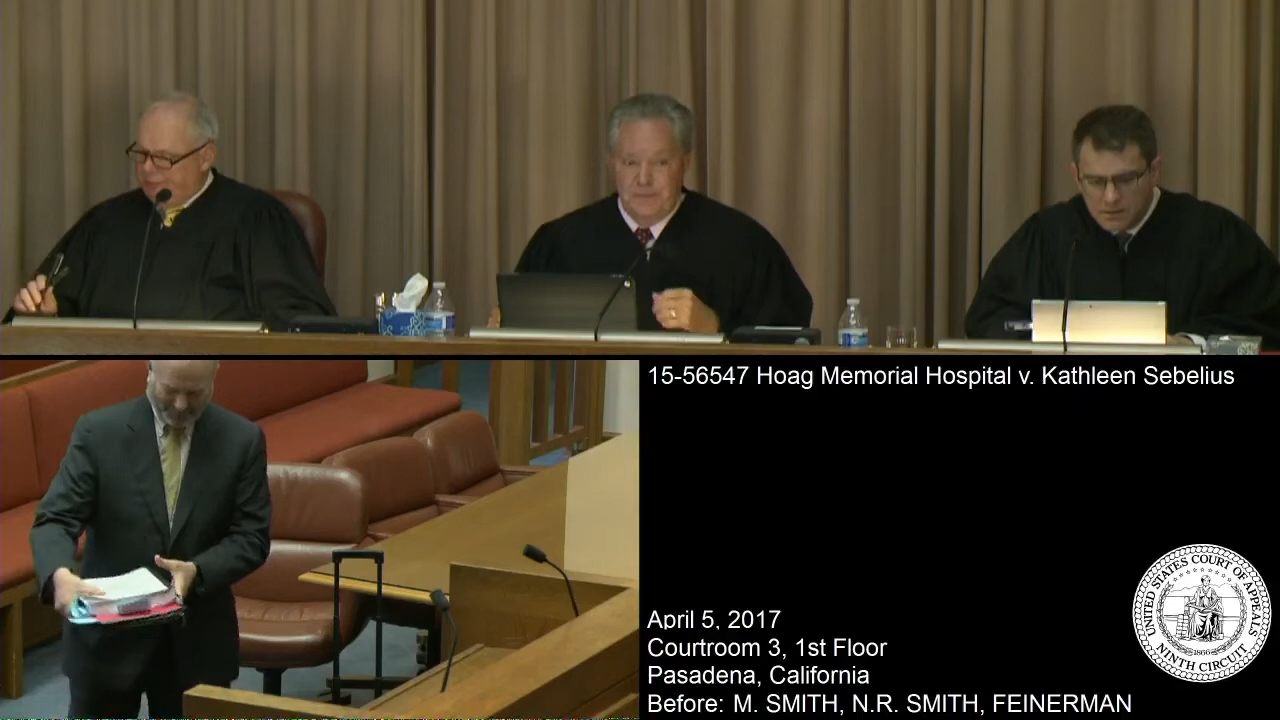 15-56547 Hoag Memorial Hospital v. Kathleen Sebelius
April 5, 2017
Courtroom 3, 1st Floor
Pasadena, California
Before: M. SMITH, N.R. SMITH, FEINERMAN
UNITED STATES COURT OF APPEALS
NINTH CIRCUIT